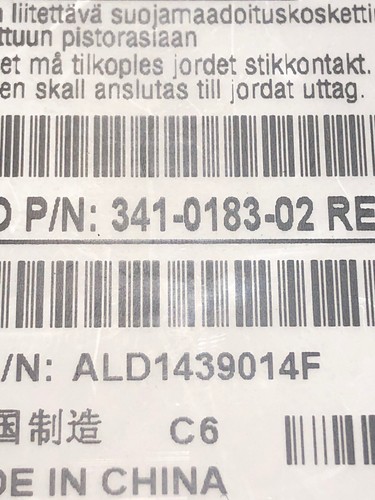 liitettävä suojamaadoituskosketti
ttuun pistorasiaan
et må tilkoples jordet stikkontakt.
en skall anslutas till jordat uttag.
O P/N: 341-0183-02 RE
/N: ALD1439014F
国制造 C6
DE IN CHINA